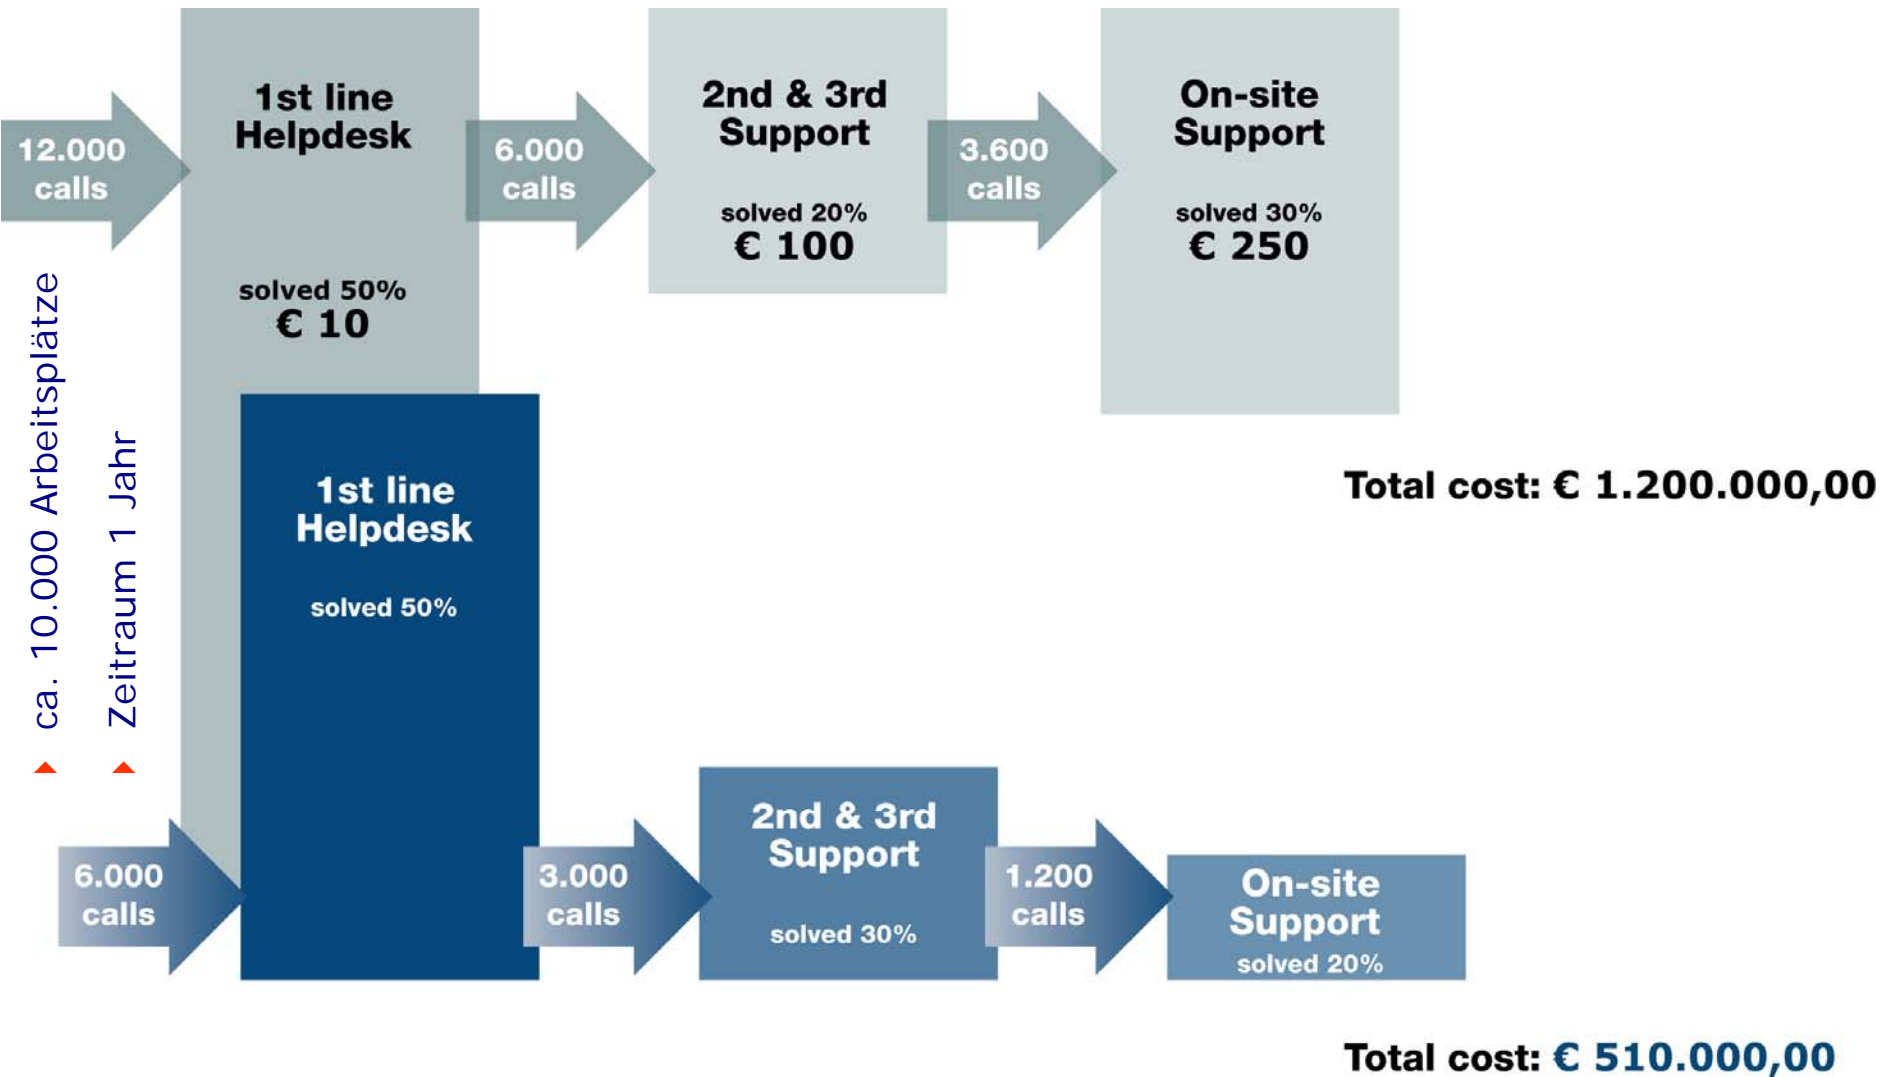 12.000
calls
1st line
Helpdesk
solved 50%
€ 10
6.000
calls
2nd & 3rd
Support
solved 20%
€ 100
3.600
calls
On-site
Support
solved 30%
€ 250
Total cost: € 1.200.000,00
ca. 10.000 Arbeitsplätze
Zeitraum 1 Jahr
6.000
calls
1st line
Helpdesk
solved 50%
3.000
calls
2nd & 3rd
Support
solved 30%
1.200
calls
On-site
Support
solved 20%
Total cost: € 510.000,00